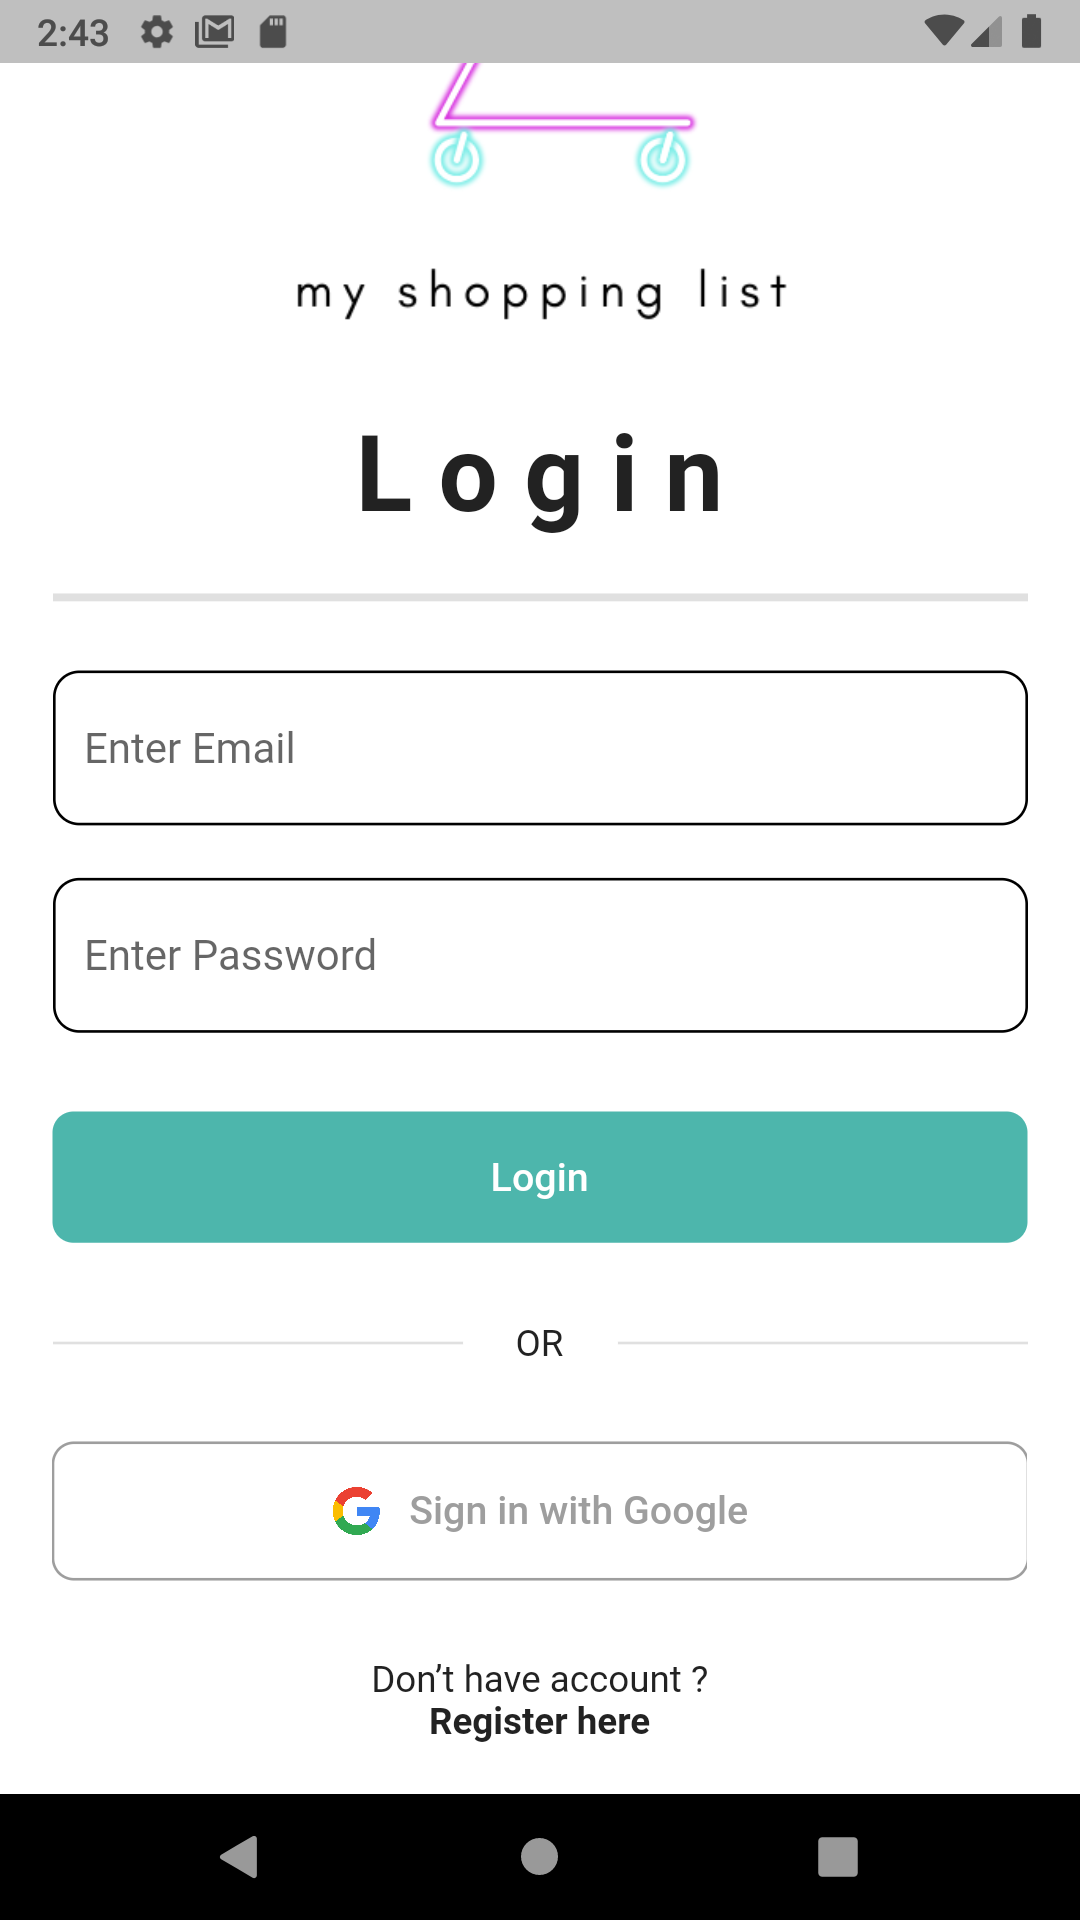 2:43
my shopping list
Login
Enter Email
Enter Password
Login
OR
Sign in with Google
Don’t have account ?
Register here